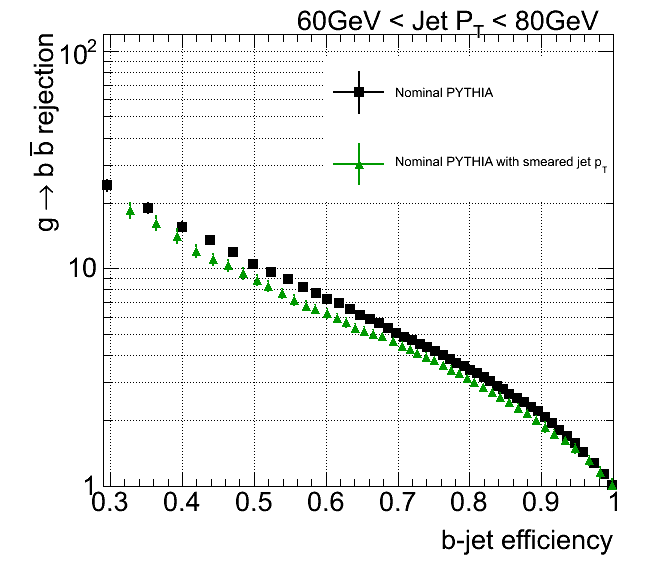 60GeV < Jet P_T < 80GeV
g → b b̅ rejection
10²
10
1
Nominal PYTHIA
Nominal PYTHIA with smeared jet p_T
0.3 0.4 0.5 0.6 0.7 0.8 0.9 1
b-jet efficiency